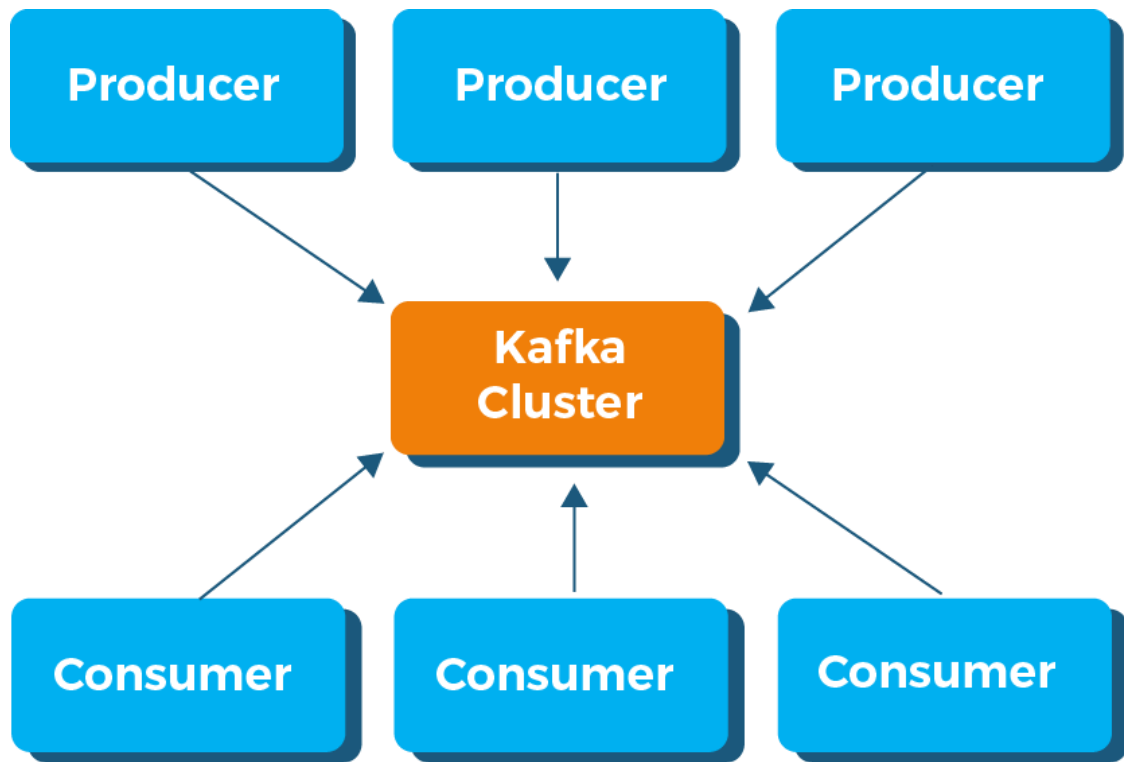 Producer
Producer
Producer
Kafka
Cluster
Consumer
Consumer
Consumer